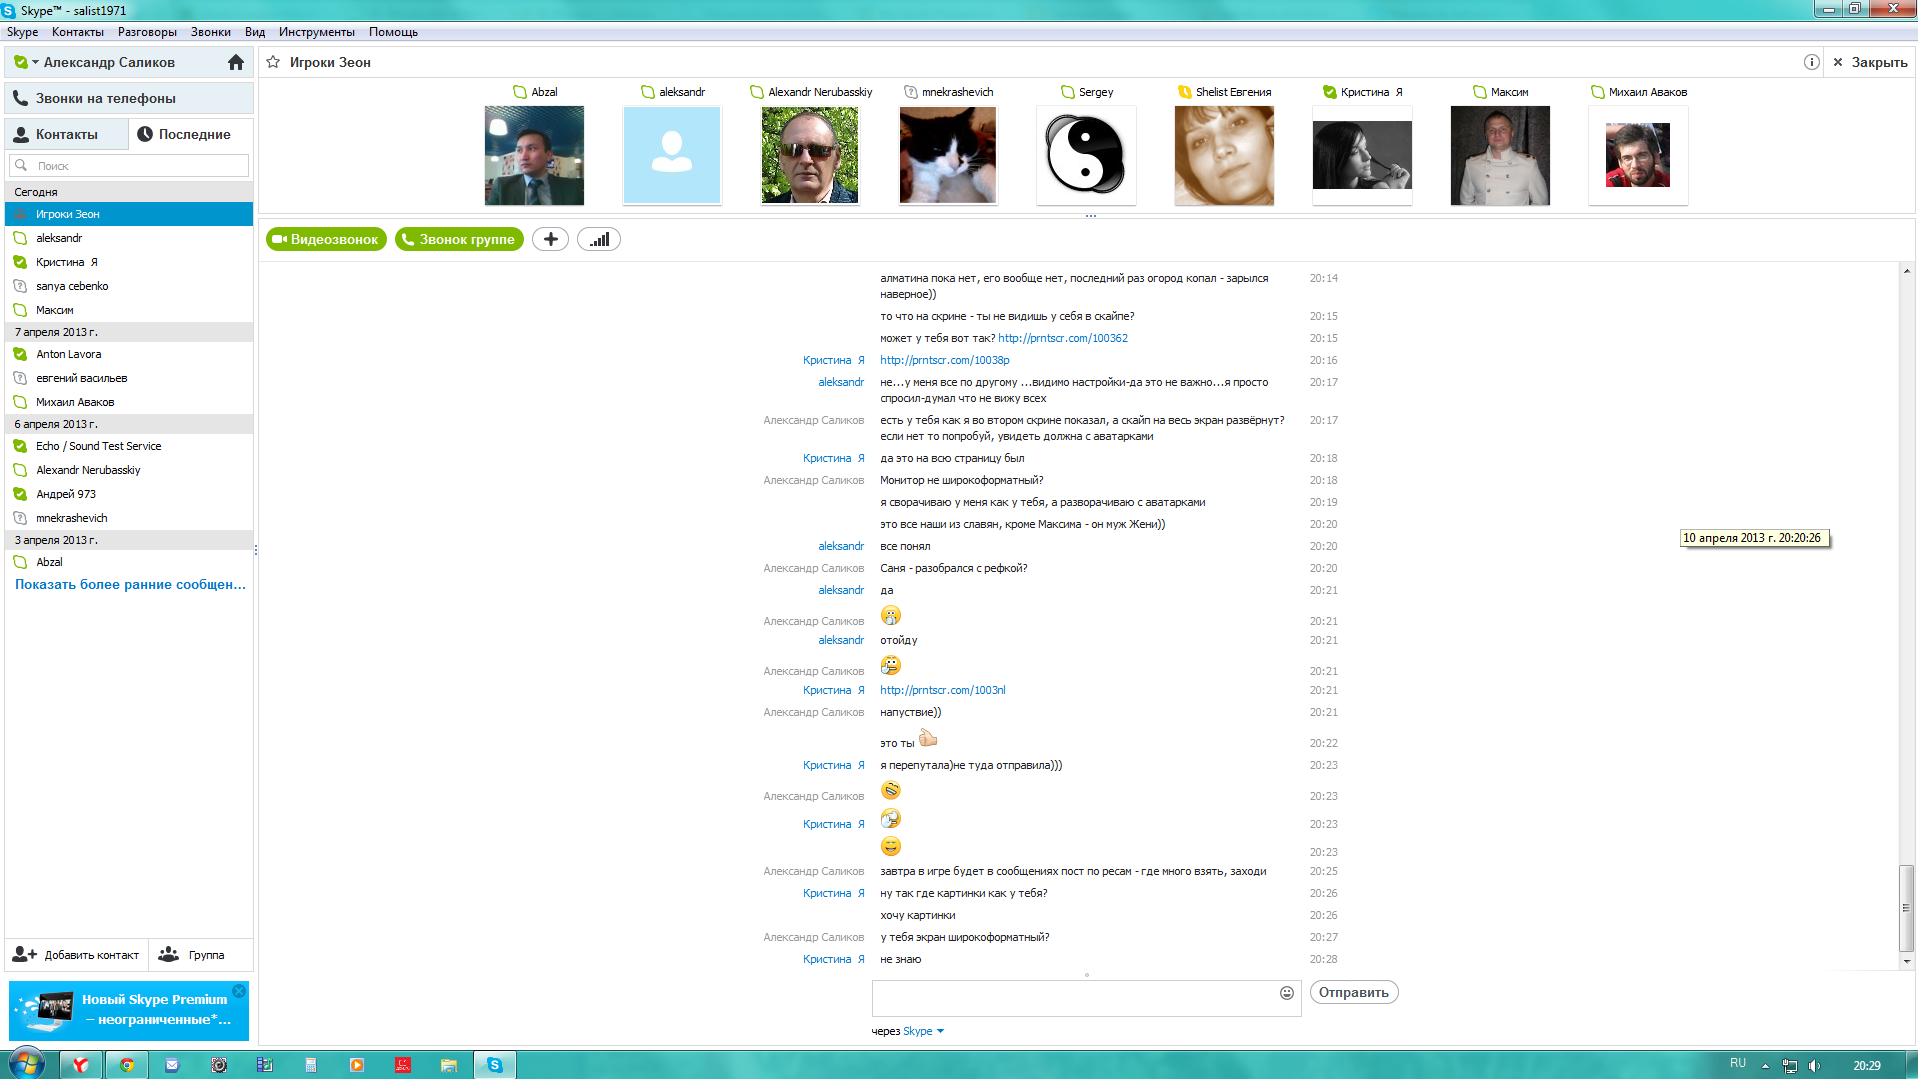 Skype™ - salist1971
Skype Контакты Разговоры Звонки Вид Инструменты Помощь
Александр Саликов
Звонки на телефоны
Контакты Последние
Поиск
Сегодня
Игроки Зеон
aleksandr
Кристина Я
sanya cebenko
Максим
7 апреля 2013 г.
Anton Lavora
евгений васильев
Михаил Аваков
6 апреля 2013 г.
Echo / Sound Test Service
Alexandr Nerubasskiy
Андрей 973
mnekrashevich
3 апреля 2013 г.
Abzal
Показать более ранние сообщен...
Добавить контакт Группа
Новый Skype Premium
– неограниченные*...
Игроки Зеон
Закрыть
Abzal aleksandr Alexandr Nerubasskiy mnekrashevich Sergey Shelist Евгения Кристина Я Максим Михаил Аваков
Видеозвонок Звонок группе
алматина пока нет, его вообще нет, последний раз огород копал - зарылся 20:14
наверное))
то что на скрине - ты не видишь у себя в скайпе? 20:15
может у тебя вот так? http://prntscr.com/100362 20:15
Кристина Я http://prntscr.com/10038p 20:16
aleksandr не...у меня все по другому ...видимо настройки-да это не важно...я просто 20:17
спросил-думал что не вижу всех
Александр Саликов есть у тебя как я во втором скрине показал, а скайп на весь экран развёрнут? 20:17
если нет то попробуй, увидеть должна с аватарками
Кристина Я да это на всю страницу был 20:18
Александр Саликов Монитор не широкоформатный? 20:18
я сворачиваю у меня как у тебя, а разворачиваю с аватарками 20:19
это все наши из славян, кроме Максима - он муж Жени)) 20:20
10 апреля 2013 г. 20:20:26
aleksandr все понял 20:20
Александр Саликов Саня - разобрался с рефкой? 20:20
aleksandr да 20:21
Александр Саликов 20:21
aleksandr отойду 20:21
Александр Саликов 20:21
Кристина Я http://prntscr.com/1003nl 20:21
Александр Саликов напуствие)) 20:21
это ты 20:22
Кристина Я я перепутала)не туда отправила))) 20:23
Александр Саликов 20:23
Кристина Я 20:23
20:23
Александр Саликов завтра в игре будет в сообщениях пост по ресам - где много взять, заходи 20:25
Кристина Я ну так где картинки как у тебя? 20:26
хочу картинки 20:26
Александр Саликов у тебя экран широкоформатный? 20:27
Кристина Я не знаю 20:28
Отправить
через Skype
RU 20:29